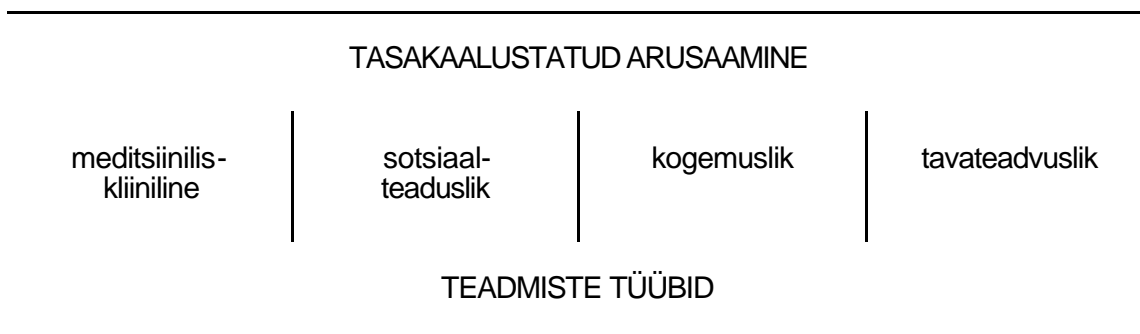 TASAKAALUSTATUD ARUSAAMINE
meditsiinilis-
kliiniline
sotsiaal-
teaduslik
kogemuslik
tavateadvuslik
TEADMISTE TÜÜBID